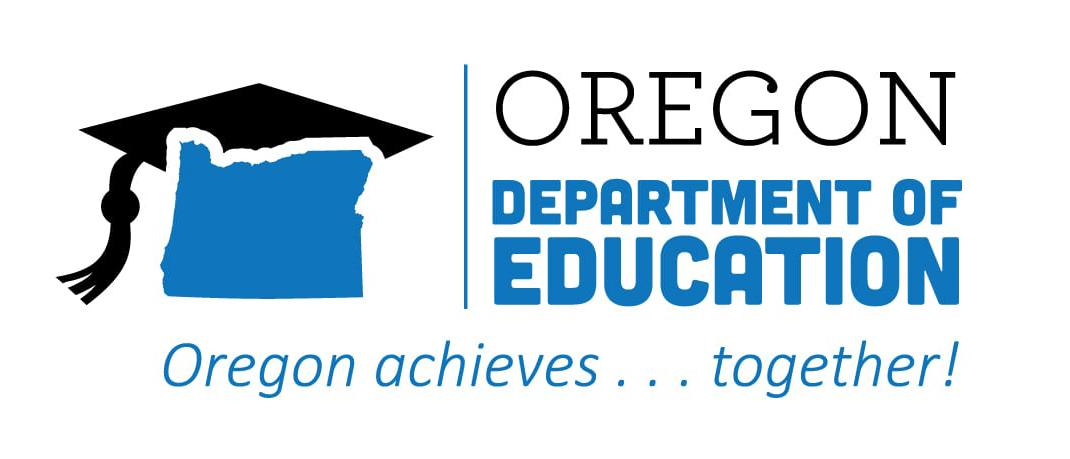 OREGON
DEPARTMENT OF
EDUCATION
Oregon achieves . . . together!